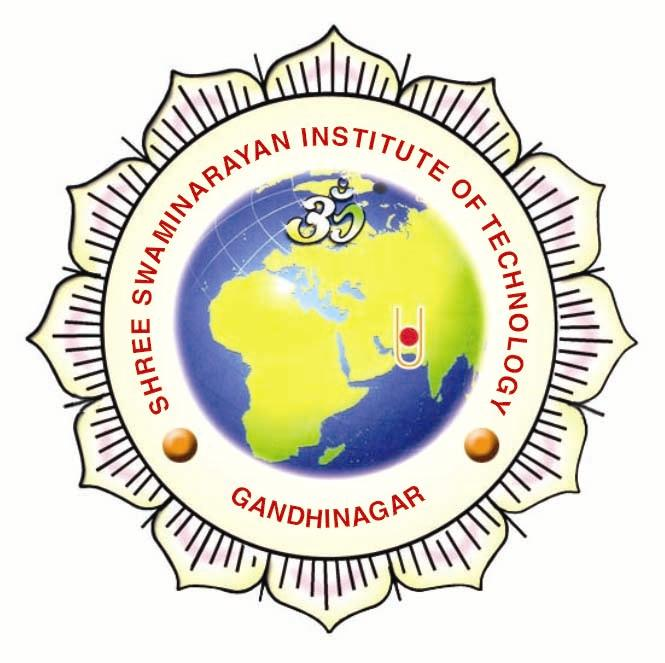 SHREE SWAMINARAYAN INSTITUTE OF TECHNOLOGY
ॐ
GANDHINAGAR